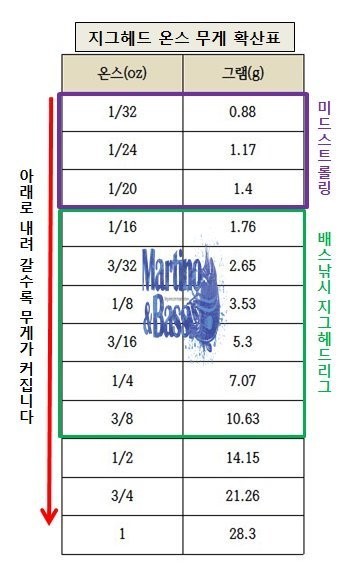 지그헤드 온스 무게 확산표
온스(oz) 그램(g)
1/32 0.88
1/24 1.17
1/20 1.4
1/16 1.76
3/32 2.65
1/8 3.53
3/16 5.3
1/4 7.07
3/8 10.63
1/2 14.15
3/4 21.26
1 28.3
아래로 내려 갈수록 무게가 커집니다
미드스트롤링
배스낚시 지그헤드리그
Martino
&Bass